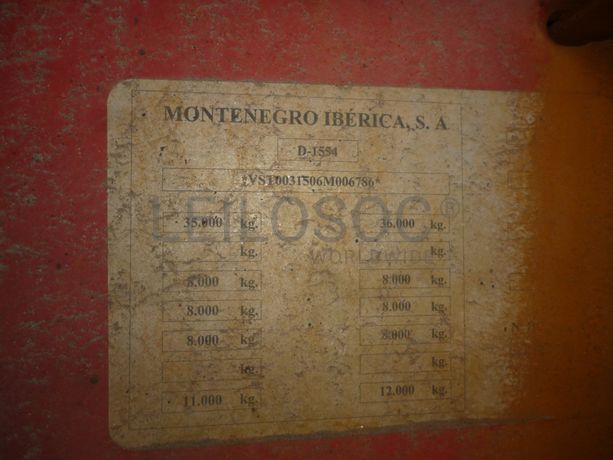 MONTENEGRO IBÉRICA, S. A
D-1554
*VST0031506M006786*
35.000 kg. 36.000 kg.
kg. kg.
8.000 kg. 8.000 kg.
8.000 kg. 8.000 kg.
8.000 kg. 8.000 kg.
kg. kg.
11.000 kg. 12.000 kg.
LEILOSOC®
WORLDWIDE